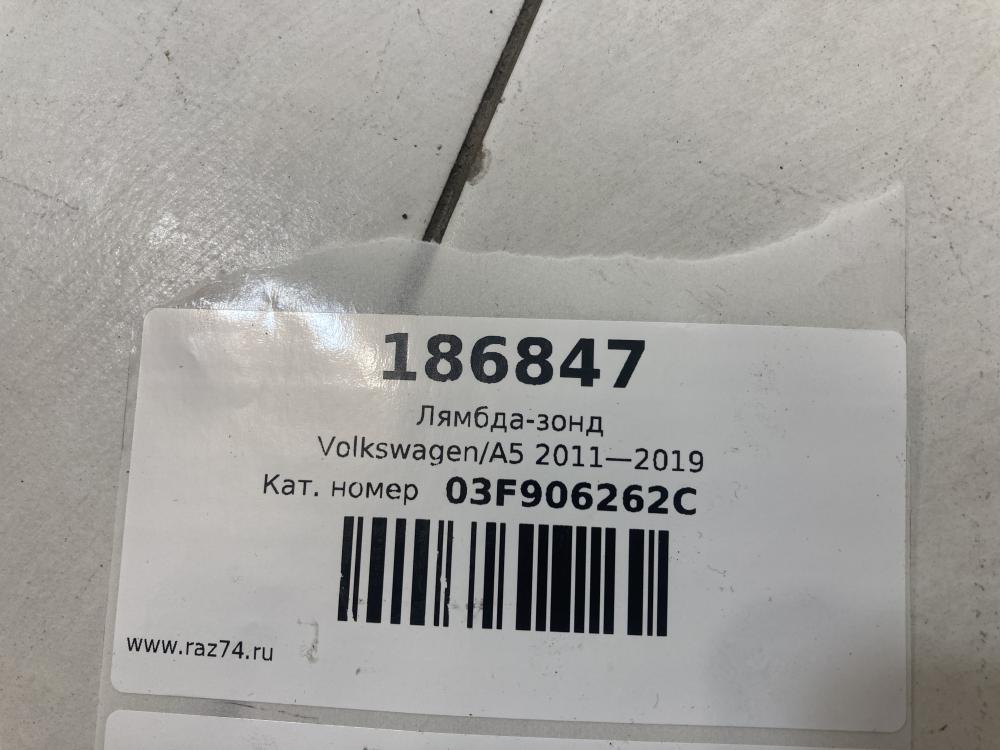 186847
Лямбда-зонд
Volkswagen/A5 2011—2019
Кат. номер 03F906262C
www.raz74.ru